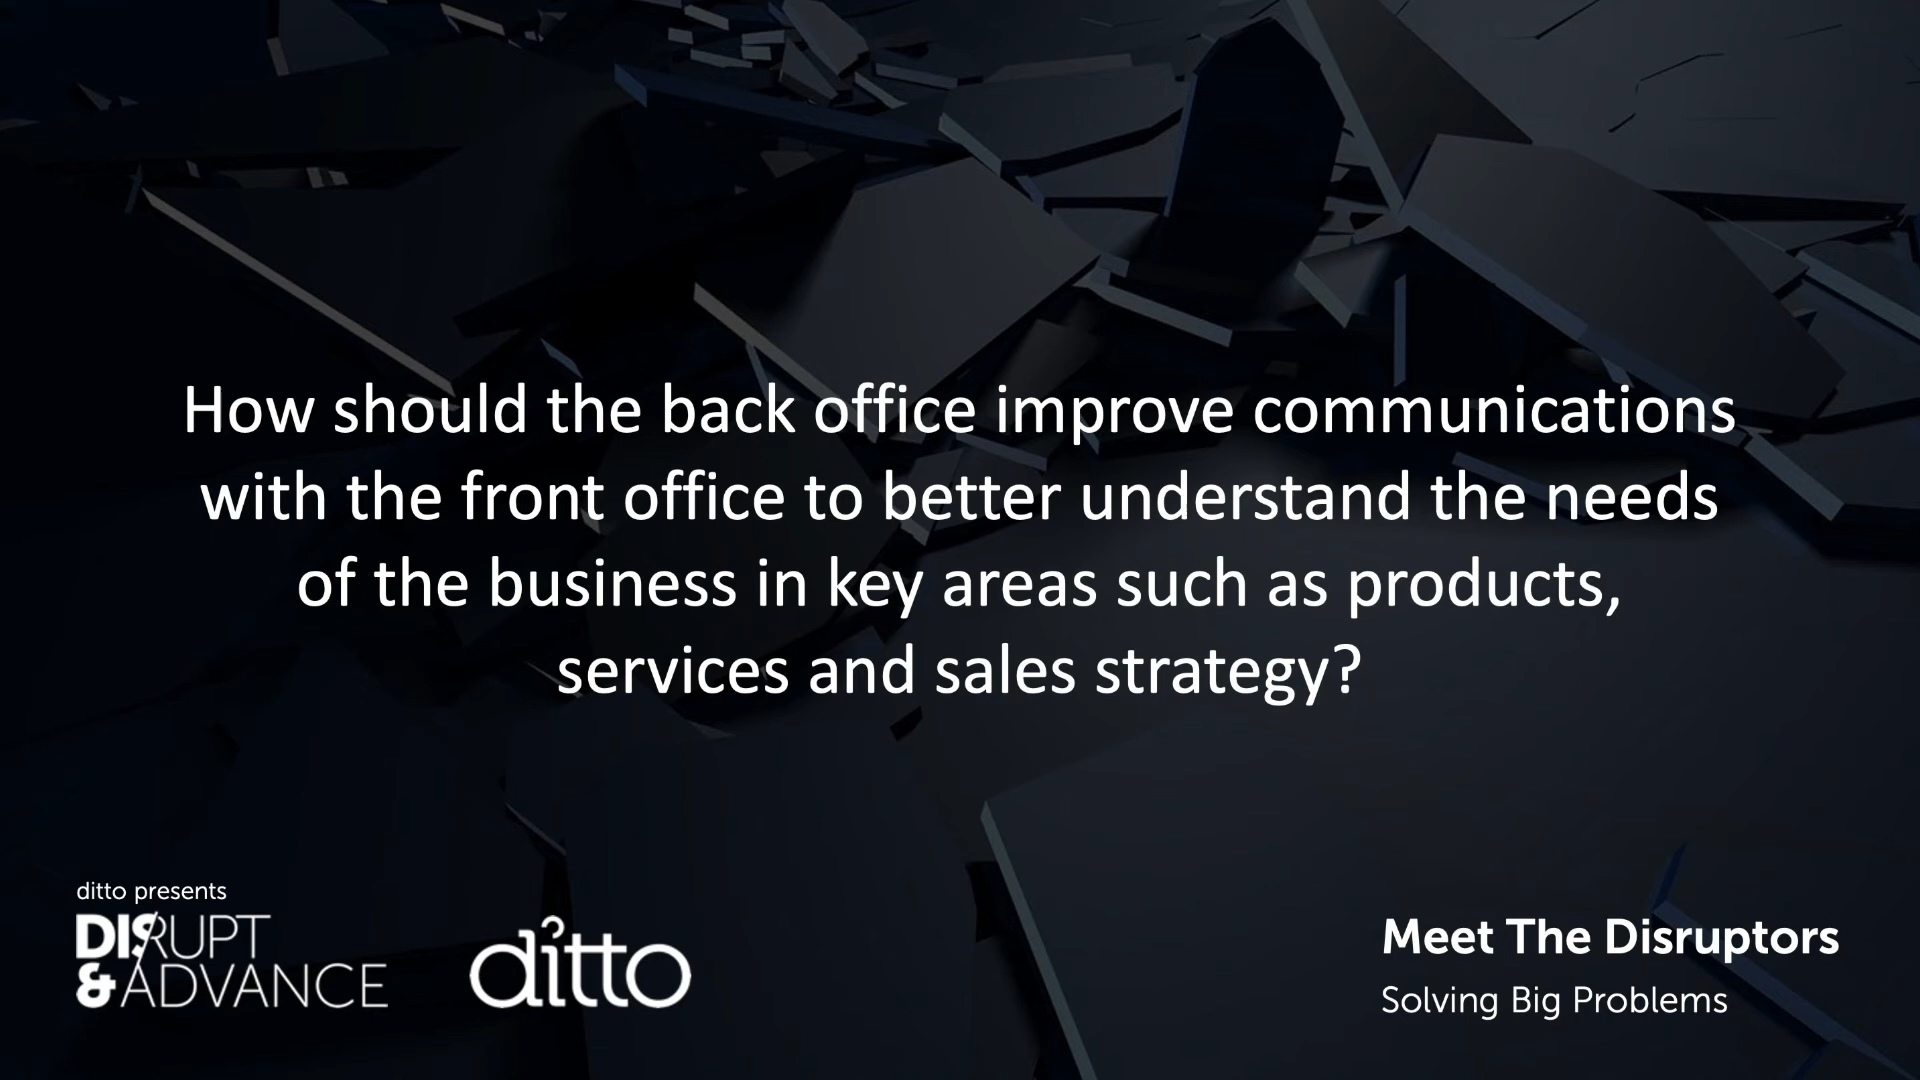 How should the back office improve communications
with the front office to better understand the needs
of the business in key areas such as products,
services and sales strategy?
ditto presents
DISRUPT
&ADVANCE
ditto
Meet The Disruptors
Solving Big Problems